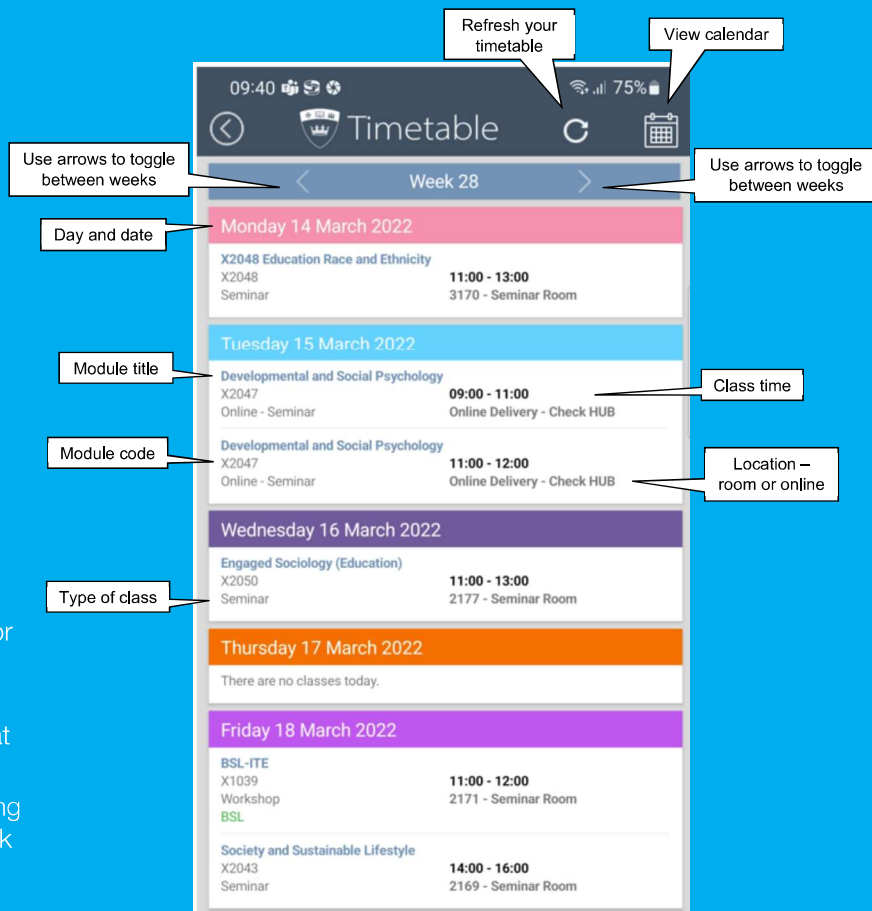 Refresh your
timetable
View calendar
09:40
75%
Timetable
Use arrows to toggle
between weeks
Week 28
Use arrows to toggle
between weeks
Day and date
Monday 14 March 2022
X2048 Education Race and Ethnicity
X2048
11:00 - 13:00
Seminar
3170 - Seminar Room
Tuesday 15 March 2022
Module title
Developmental and Social Psychology
X2047
09:00 - 11:00
Class time
Online - Seminar
Online Delivery - Check HUB
Module code
Developmental and Social Psychology
X2047
11:00 - 12:00
Online - Seminar
Online Delivery - Check HUB
Location –
room or online
Wednesday 16 March 2022
Engaged Sociology (Education)
X2050
11:00 - 13:00
Type of class
Seminar
2177 - Seminar Room
or
Thursday 17 March 2022
There are no classes today.
at
Friday 18 March 2022
BSL-ITE
X1039
11:00 - 12:00
Workshop
2171 - Seminar Room
BSL
ng
k
Society and Sustainable Lifestyle
X2043
14:00 - 16:00
Seminar
2169 - Seminar Room